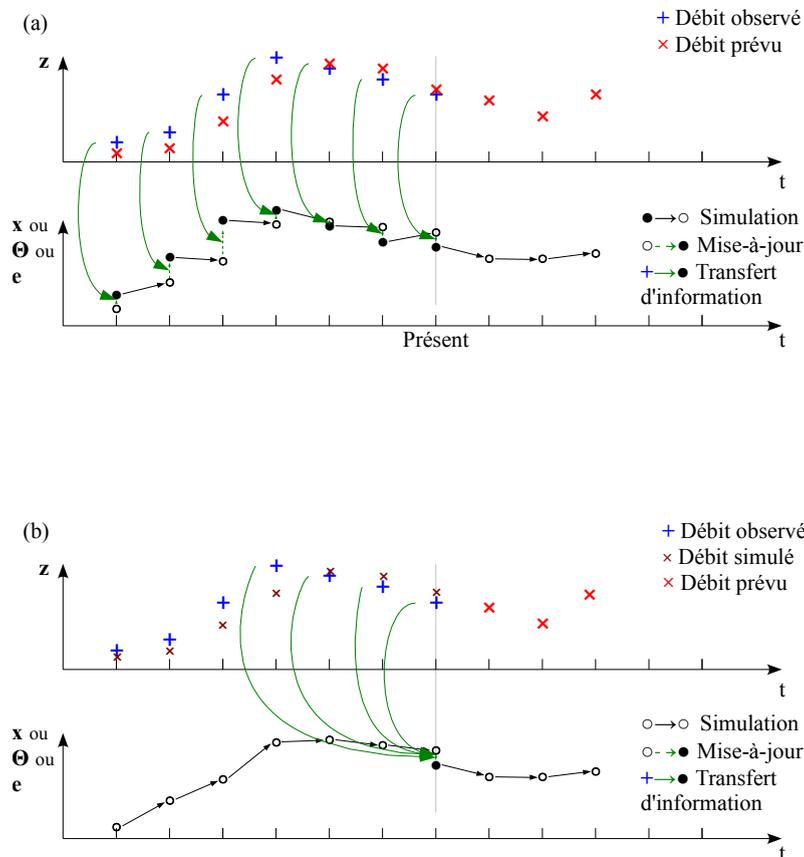 (a)
+ Débit observé
× Débit prévu
z
t
x ou
Θ ou
e
Simulation
Mise-à-jour
Transfert
d'information
t
Présent
(b)
+ Débit observé
× Débit simulé
× Débit prévu
z
t
x ou
Θ ou
e
Simulation
Mise-à-jour
Transfert
d'information
t